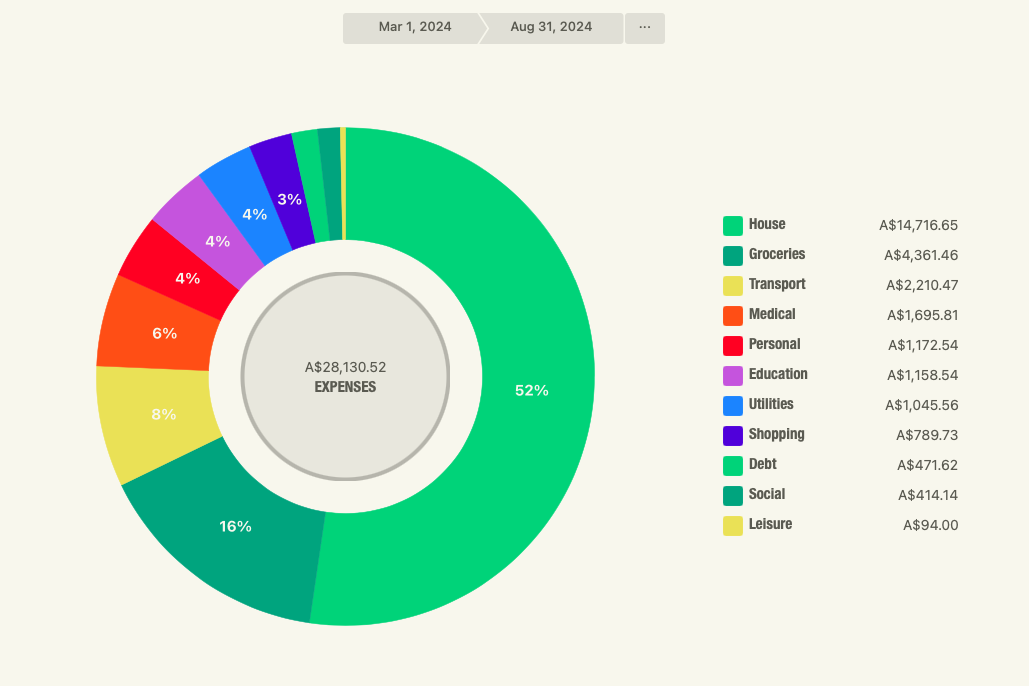 Mar 1, 2024 Aug 31, 2024 ...
3%
4%
4%
4%
6%
8%
16%
52%
A$28,130.52
EXPENSES
House A$14,716.65
Groceries A$4,361.46
Transport A$2,210.47
Medical A$1,695.81
Personal A$1,172.54
Education A$1,158.54
Utilities A$1,045.56
Shopping A$789.73
Debt A$471.62
Social A$414.14
Leisure A$94.00